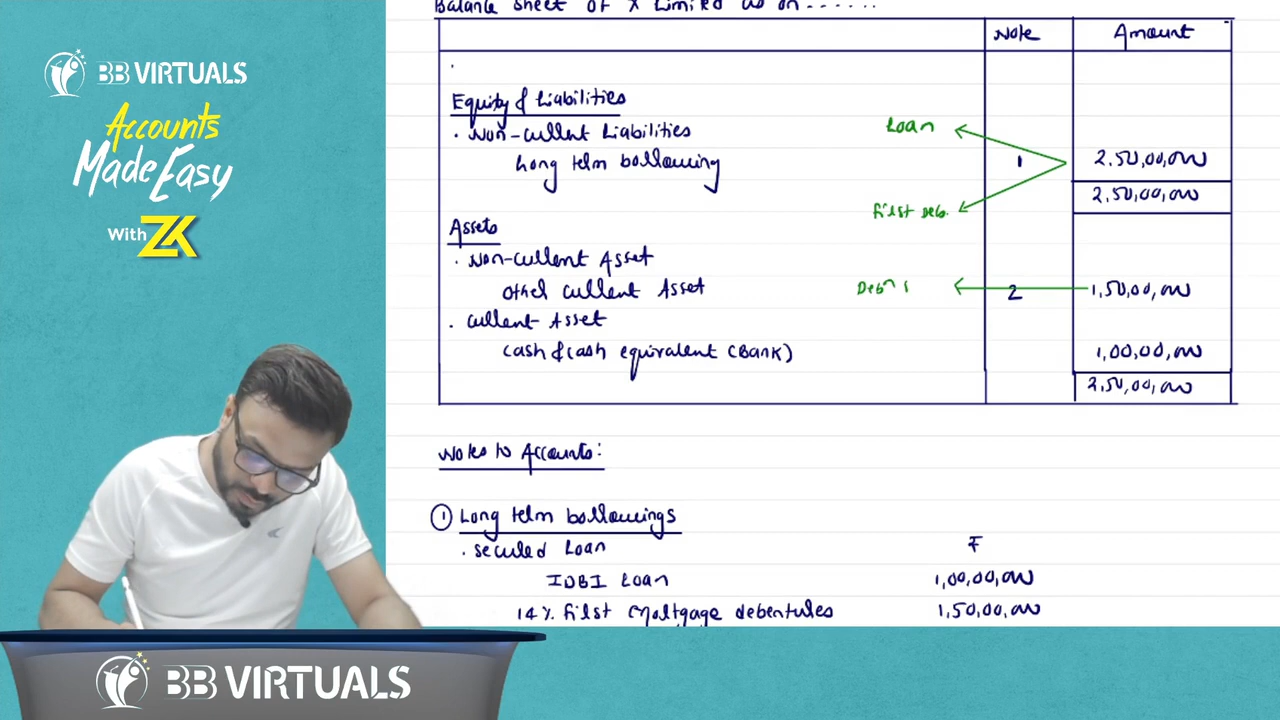 BB VIRTUALS
Accounts
Made Easy
With ZK
Balance Sheet of X Limited as on.......
Note
Amount
Equity & Liabilities
. Non-current Liabilities
Loan
Long term borrowing
1
2,50,00,000
2,50,00,000
First Deb.
Assets
. Non-current Asset
Other current Asset
2
1,50,00,000
. Current Asset
Cash & Cash equivalent (Bank)
1,00,00,000
2,50,00,000
Notes to Accounts:
1 Long term borrowings
. Secured Loan
₹
IDBI Loan
1,00,00,000
14% First Mortgage debentures
1,50,00,000
BB VIRTUALS